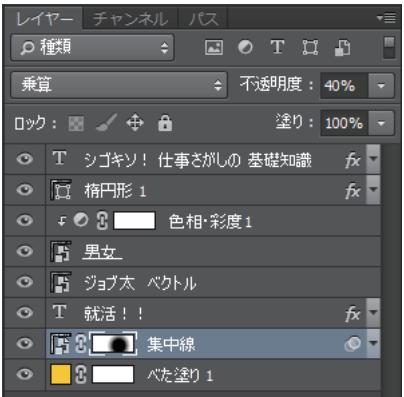 レイヤー チャンネル パス
種類
乗算 不透明度： 40%
ロック： 塗り： 100%
T シゴキソ！ 仕事さがしの 基礎知識 fx
楕円形 1 fx
色相・彩度 1
男女
ジョブ太 ベクトル
T 就活！！ fx
集中線
べた塗り 1